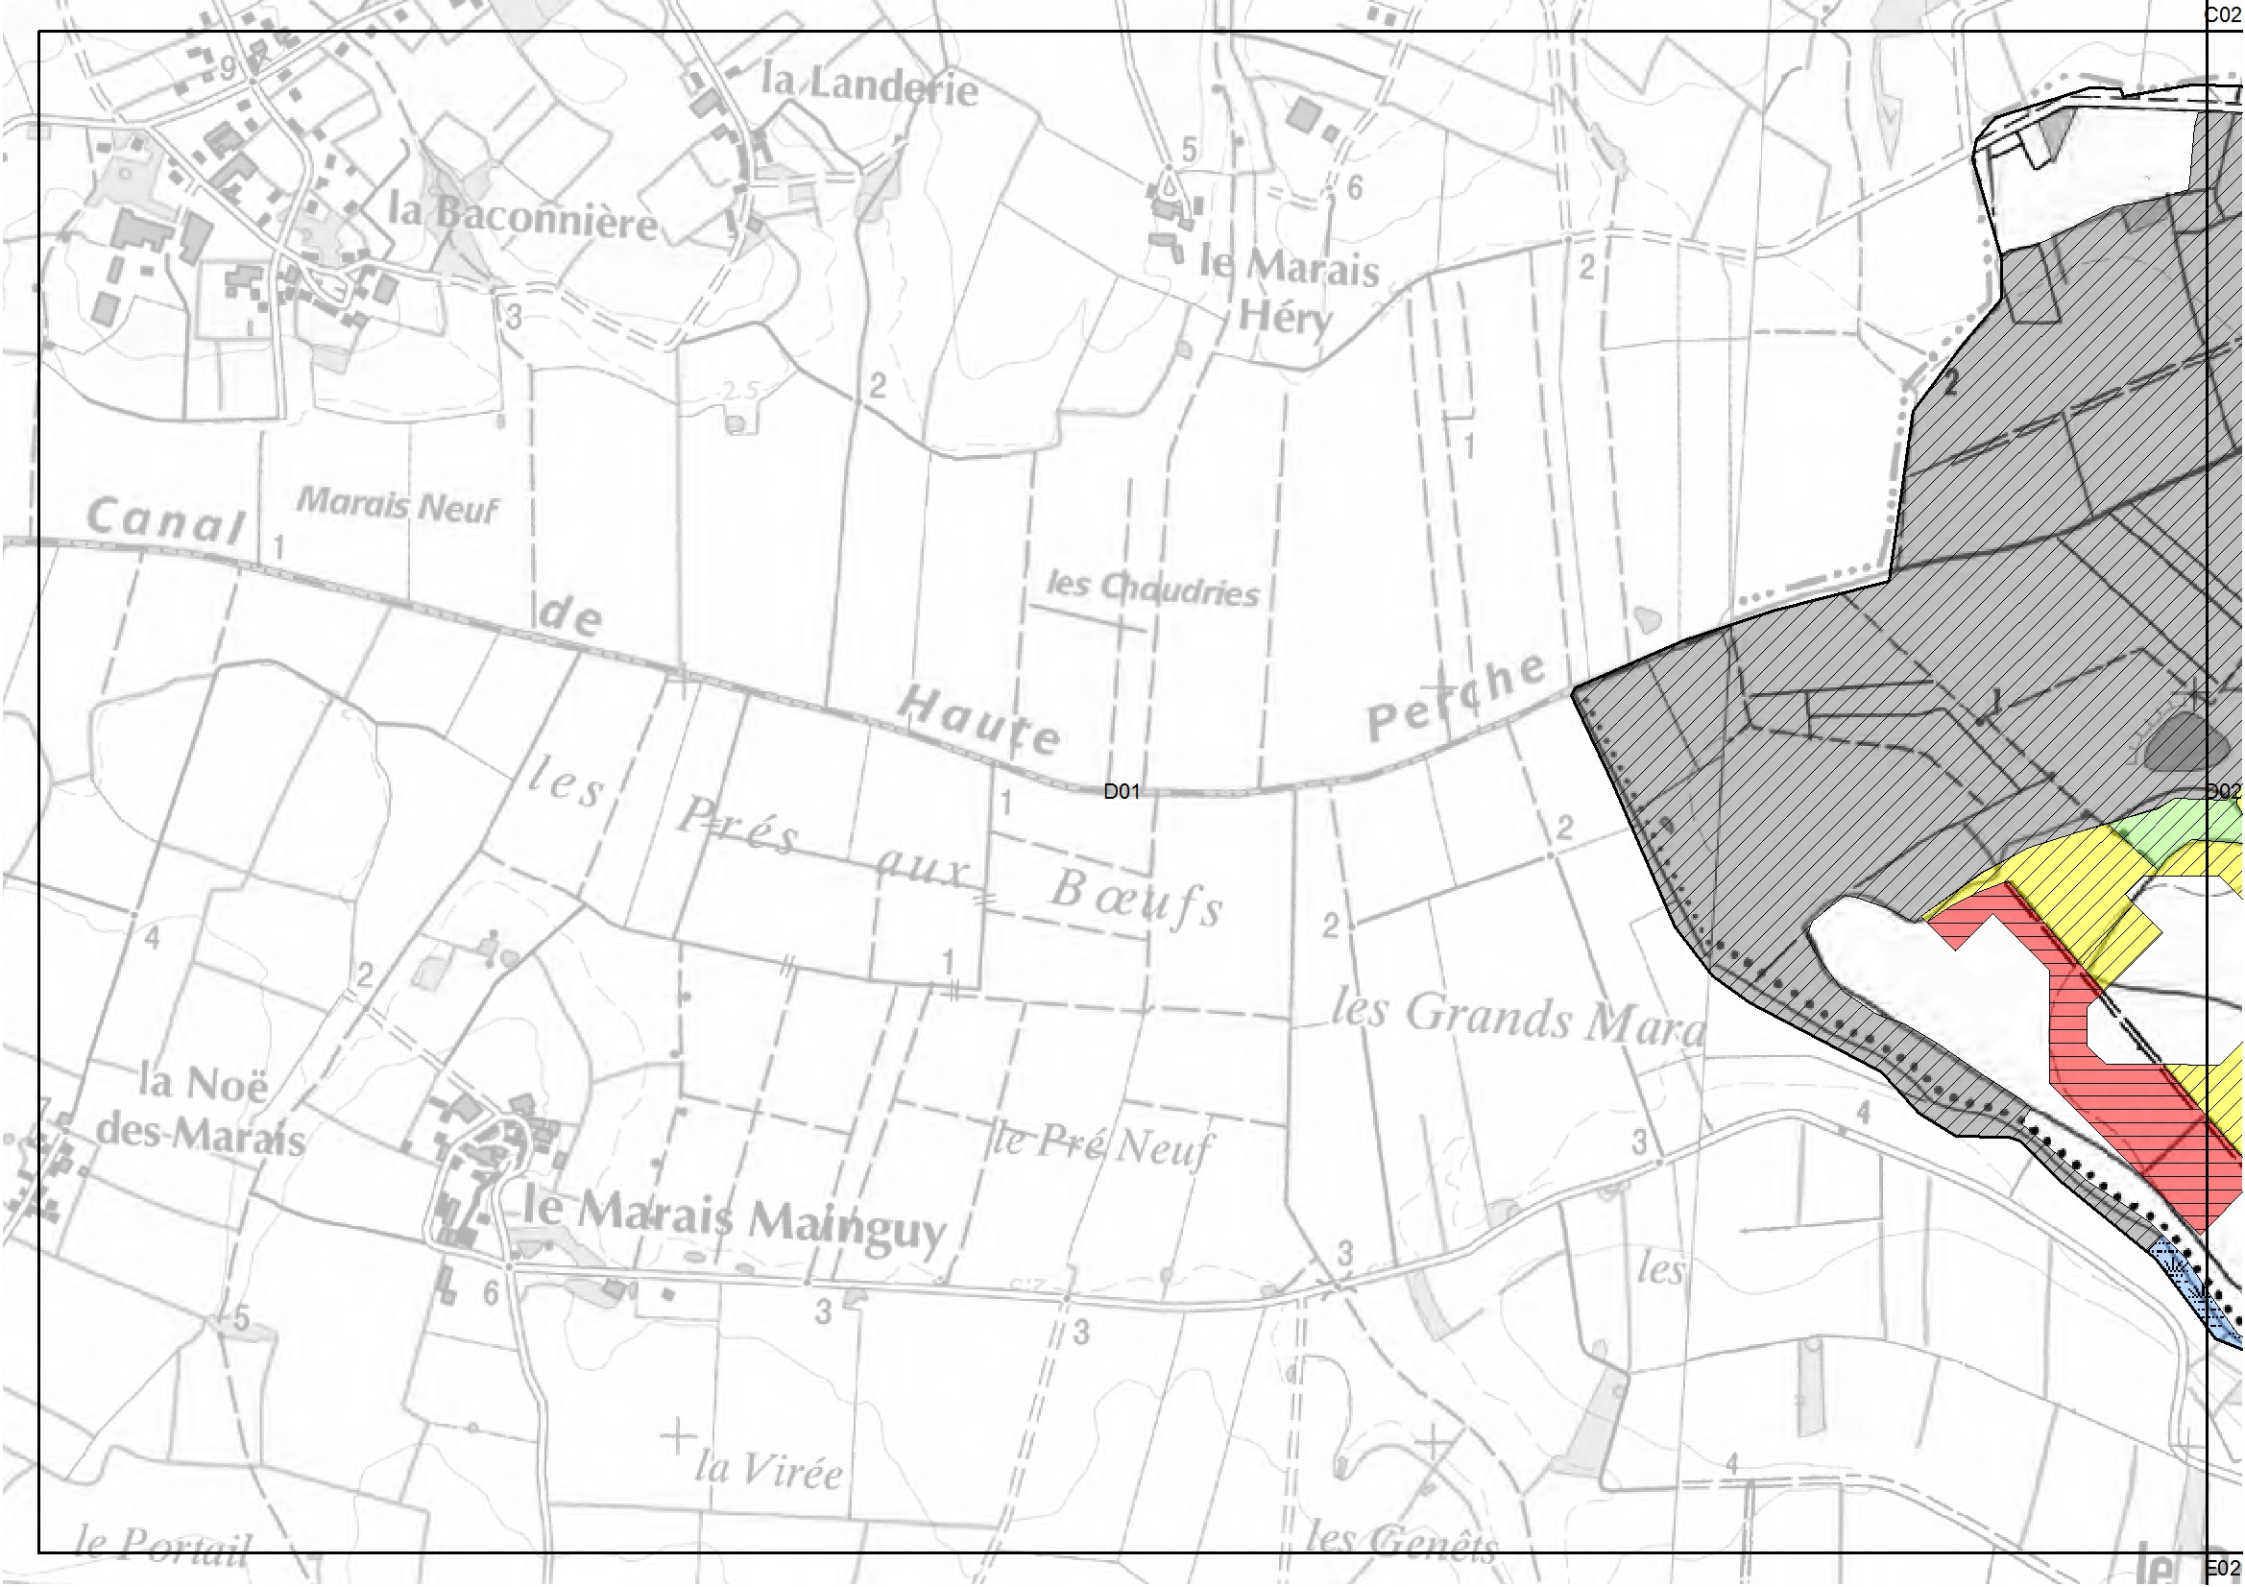 C02
9
la Landerie
5
6
la Baconnière
le Marais
Héry
2
3
2
2
2.5
1
Canal
Marais Neuf
1
de
les Chaudries
Haute
Perche
1
les
Prés
aux
Bœufs
1
D01
D02
2
2
4
2
1
les Grands Mara
la Noë
des-Marais
7
le Pré Neuf
3
4
le Marais Mainguy
3
les
6
3
3
5
4
la Virée
le Portail
les Genêts
le
E02